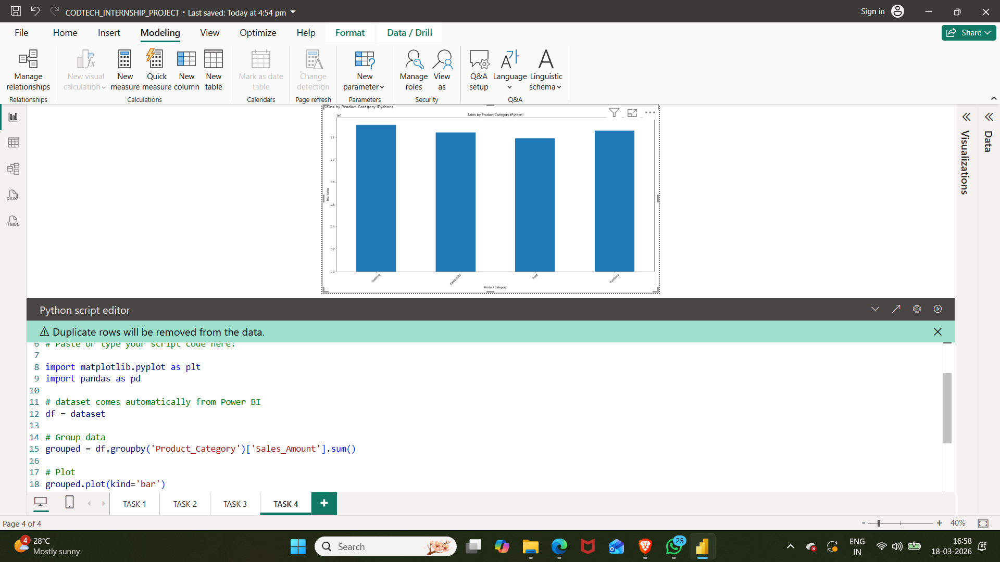 CODTECH_INTERNSHIP_PROJECT • Last saved: Today at 4:54 pm
Sign in
File Home Insert Modeling View Optimize Help Format Data / Drill
Share
Manage relationships
New visual calculation
New measure
Quick measure
New column
New table
Mark as date table
Change detection
New parameter
Manage roles
View as
Q&A setup
Language
Linguistic schema
Relationships Calculations Calendars Page refresh Parameters Security Q&A
DAX
TMDL
Sales by Product Category (Python)
Sales by Product Category (Python)
1e6
1.2
1.0
0.8
0.6
0.4
0.2
0.0
Total Sales
Clothing Electronics Food Furniture
Product Category
Visualizations
Data
Python script editor
Duplicate rows will be removed from the data.
6 # Paste or type your script code here:
7
8 import matplotlib.pyplot as plt
9 import pandas as pd
10
11 # dataset comes automatically from Power BI
12 df = dataset
13
14 # Group data
15 grouped = df.groupby('Product_Category')['Sales_Amount'].sum()
16
17 # Plot
18 grouped.plot(kind='bar')
TASK 1 TASK 2 TASK 3 TASK 4 +
Page 4 of 4
- + 40%
4
28°C
Mostly sunny
Search
25
ENG
IN
16:58
18-03-2026